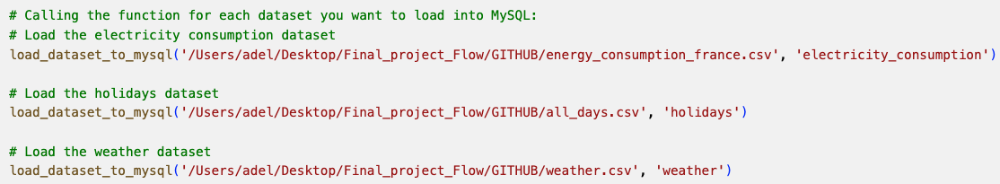 # Calling the function for each dataset you want to load into MySQL:
# Load the electricity consumption dataset
load_dataset_to_mysql('/Users/adel/Desktop/Final_project_Flow/GITHUB/energy_consumption_france.csv', 'electricity_consumption')
# Load the holidays dataset
load_dataset_to_mysql('/Users/adel/Desktop/Final_project_Flow/GITHUB/all_days.csv', 'holidays')
# Load the weather dataset
load_dataset_to_mysql('/Users/adel/Desktop/Final_project_Flow/GITHUB/weather.csv', 'weather')